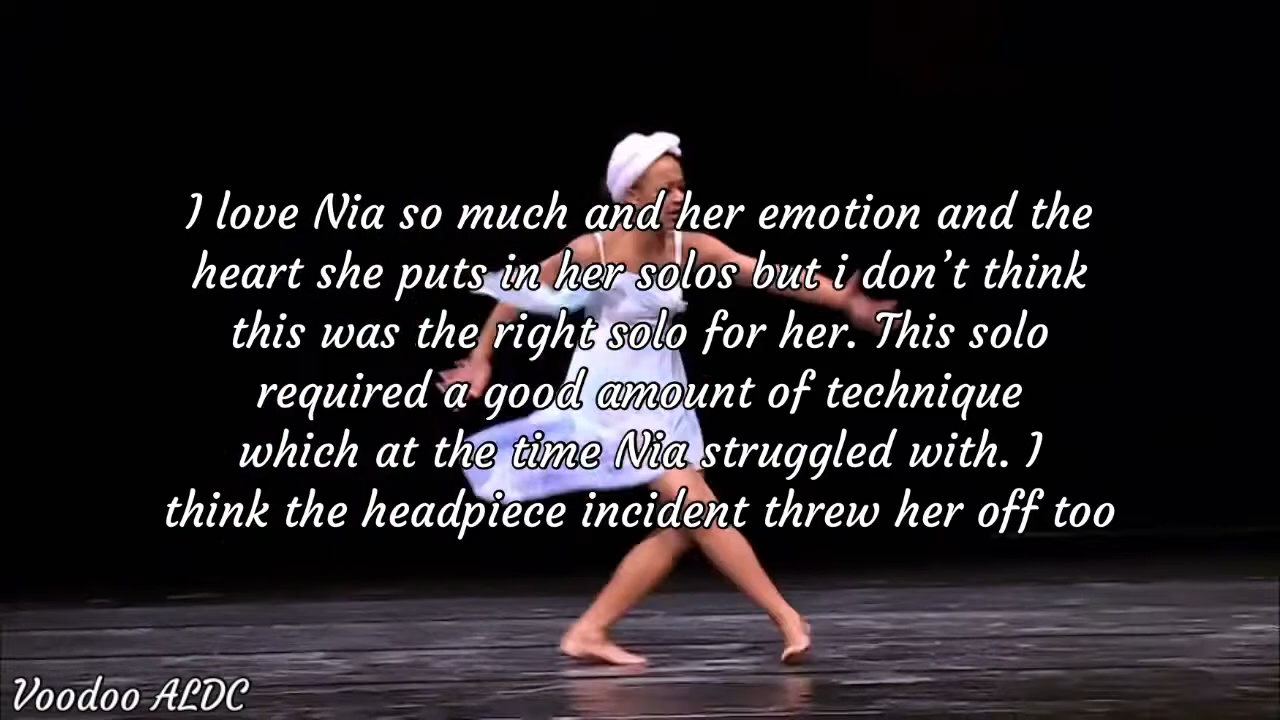 I love Nia so much and her emotion and the
heart she puts in her solos but i don't think
this was the right solo for her. This solo
required a good amount of technique
which at the time Nia struggled with. I
think the headpiece incident threw her off too
Voodoo ALDC